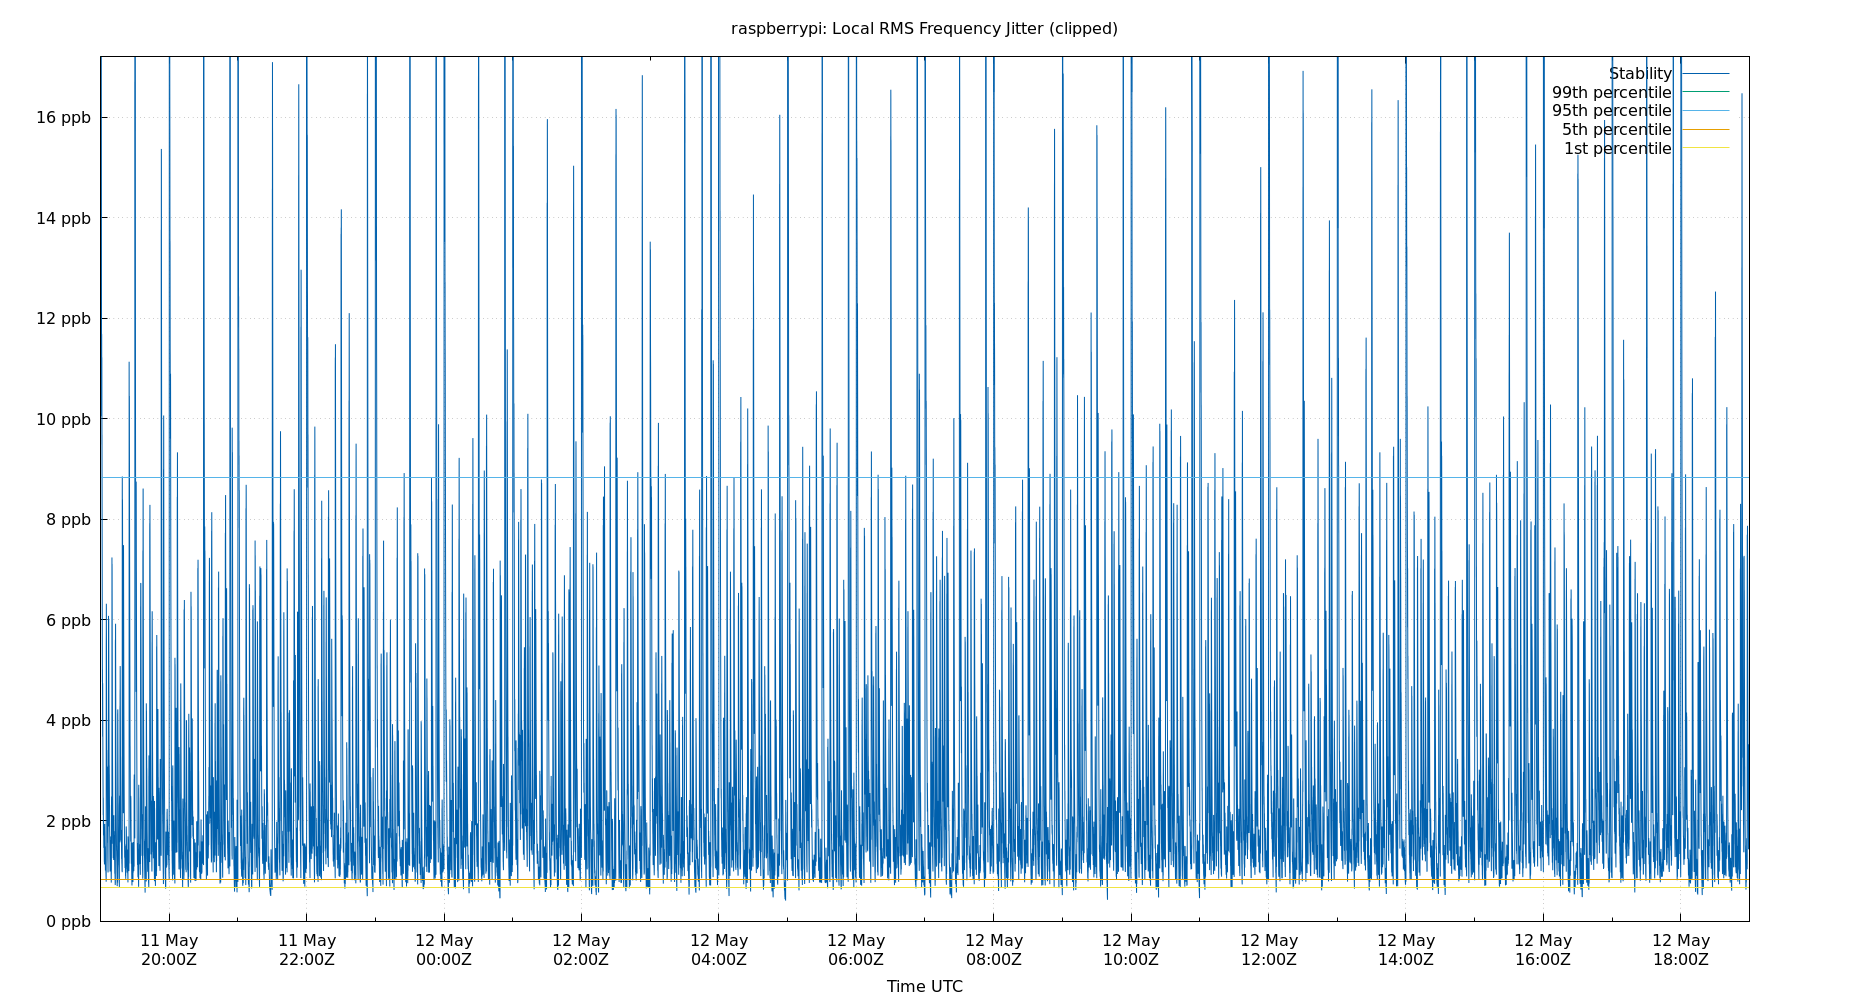 raspberrypi: Local RMS Frequency Jitter (clipped)
Stability
99th percentile
95th percentile
5th percentile
1st percentile
16 ppb
14 ppb
12 ppb
10 ppb
8 ppb
6 ppb
4 ppb
2 ppb
0 ppb
11 May 11 May 12 May 12 May 12 May 12 May 12 May 12 May 12 May 12 May 12 May 12 May
20:00Z 22:00Z 00:00Z 02:00Z 04:00Z 06:00Z 08:00Z 10:00Z 12:00Z 14:00Z 16:00Z 18:00Z
Time UTC